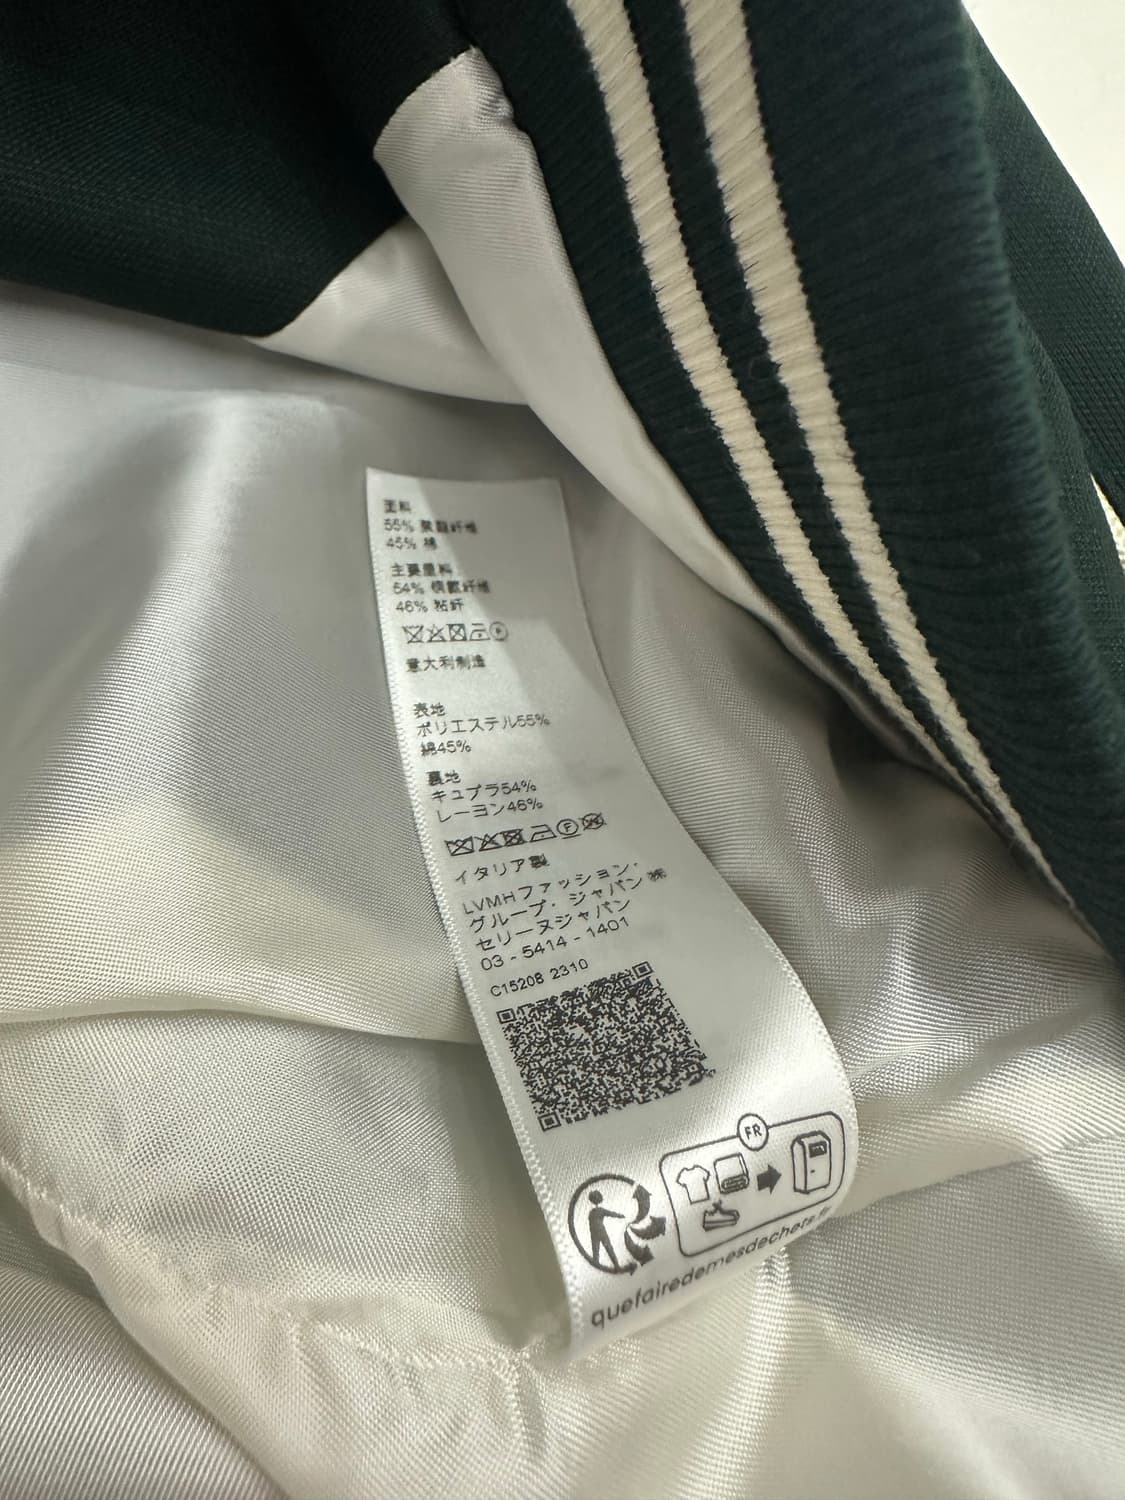 面料
55% 聚酯纤维
45% 棉
主要里料
54% 铜氨纤维
46% 粘纤
意大利制造
表地
ポリエステル55%
綿45%
裏地
キュプラ54%
レーヨン46%
イタリア製
LVMHファッション・
グループ・ジャパン ㈱
セリーヌジャパン
03 - 5414 - 1401
C15208 2310
FR
quefairedemesdechets.fr